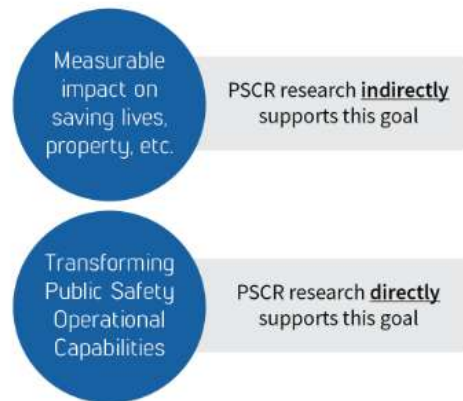 Measurable
impact on
saving lives,
property, etc.
PSCR research indirectly
supports this goal
Transforming
Public Safety
Operational
Capabilities
PSCR research directly
supports this goal